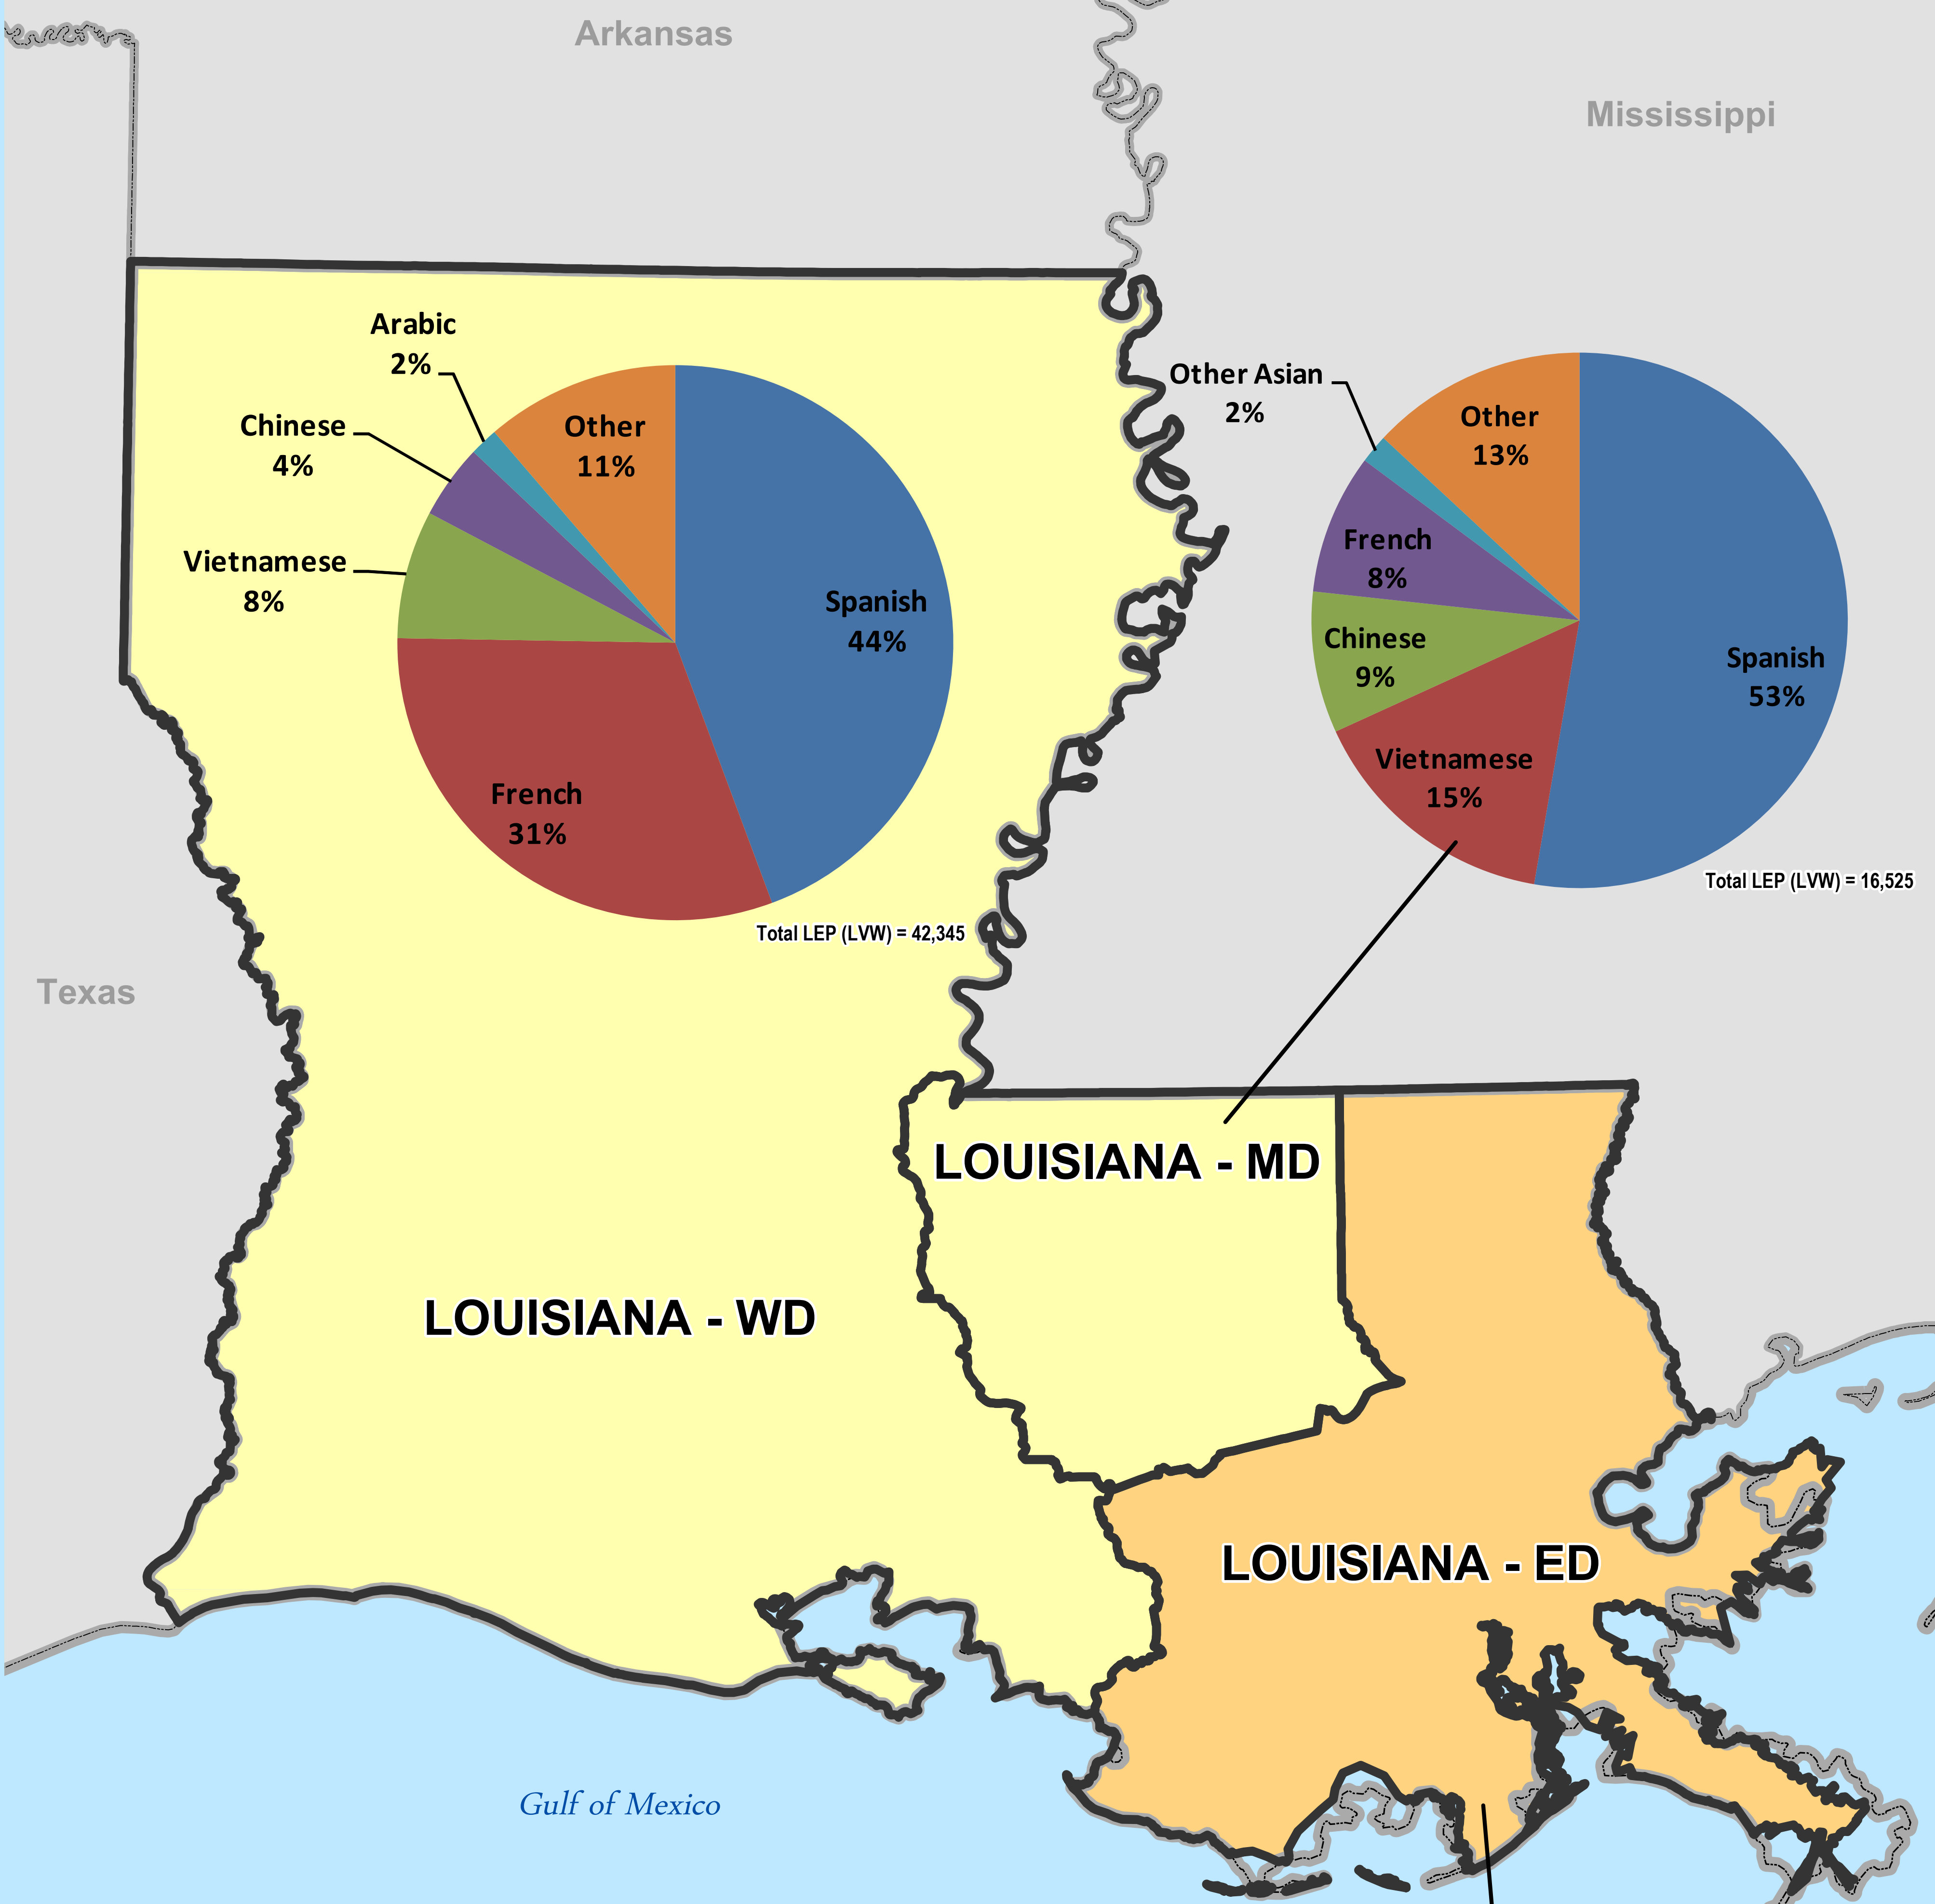 Arkansas
Mississippi
Arabic
2%
Other Asian
2%
Chinese
4%
Other
11%
Other
13%
Vietnamese
8%
French
8%
Spanish
44%
Chinese
9%
Spanish
53%
French
31%
Vietnamese
15%
Total LEP (LVW) = 16,525
Total LEP (LVW) = 42,345
Texas
LOUISIANA - MD
LOUISIANA - WD
LOUISIANA - ED
Gulf of Mexico